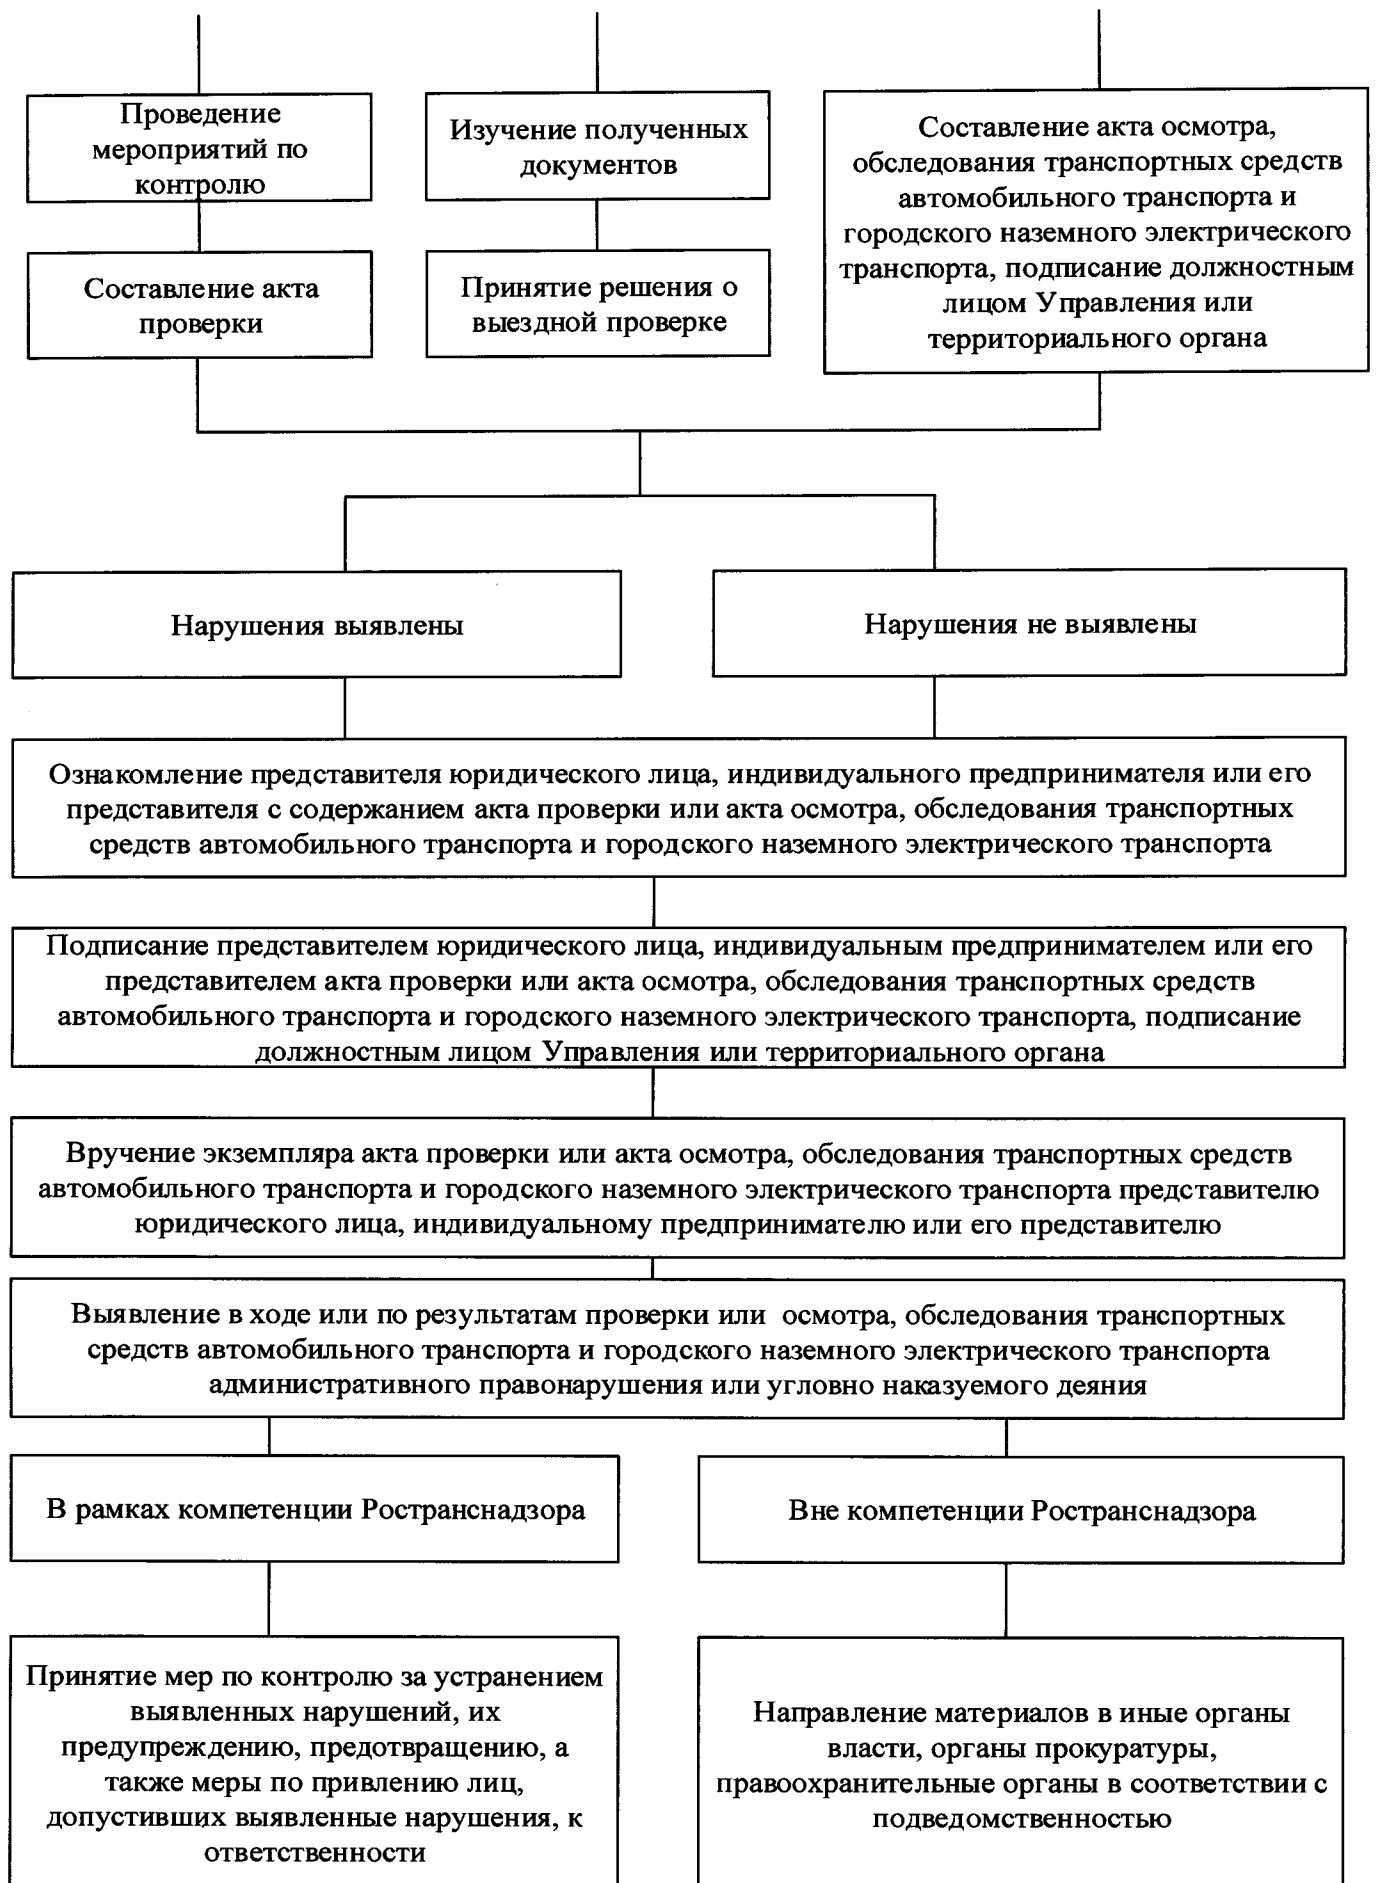 Проведение
мероприятий по
контролю
Изучение полученных
документов
Составление акта осмотра,
обследования транспортных средств
автомобильного транспорта и
городского наземного электрического
транспорта, подписание должностным
лицом Управления или
территориального органа
Составление акта
проверки
Принятие решения о
выездной проверке
Нарушения выявлены
Нарушения не выявлены
Ознакомление представителя юридического лица, индивидуального предпринимателя или его
представителя с содержанием акта проверки или акта осмотра, обследования транспортных
средств автомобильного транспорта и городского наземного электрического транспорта
Подписание представителем юридического лица, индивидуальным предпринимателем или его
представителем акта проверки или акта осмотра, обследования транспортных средств
автомобильного транспорта и городского наземного электрического транспорта, подписание
должностным лицом Управления или территориального органа
Вручение экземпляра акта проверки или акта осмотра, обследования транспортных средств
автомобильного транспорта и городского наземного электрического транспорта представителю
юридического лица, индивидуальному предпринимателю или его представителю
Выявление в ходе или по результатам проверки или осмотра, обследования транспортных
средств автомобильного транспорта и городского наземного электрического транспорта
административного правонарушения или угловно наказуемого деяния
В рамках компетенции Ространснадзора
Вне компетенции Ространснадзора
Принятие мер по контролю за устранением
выявленных нарушений, их
предупреждению, предотвращению, а
также меры по привлению лиц,
допустивших выявленные нарушения, к
ответственности
Направление материалов в иные органы
власти, органы прокуратуры,
правоохранительные органы в соответствии с
подведомственностью